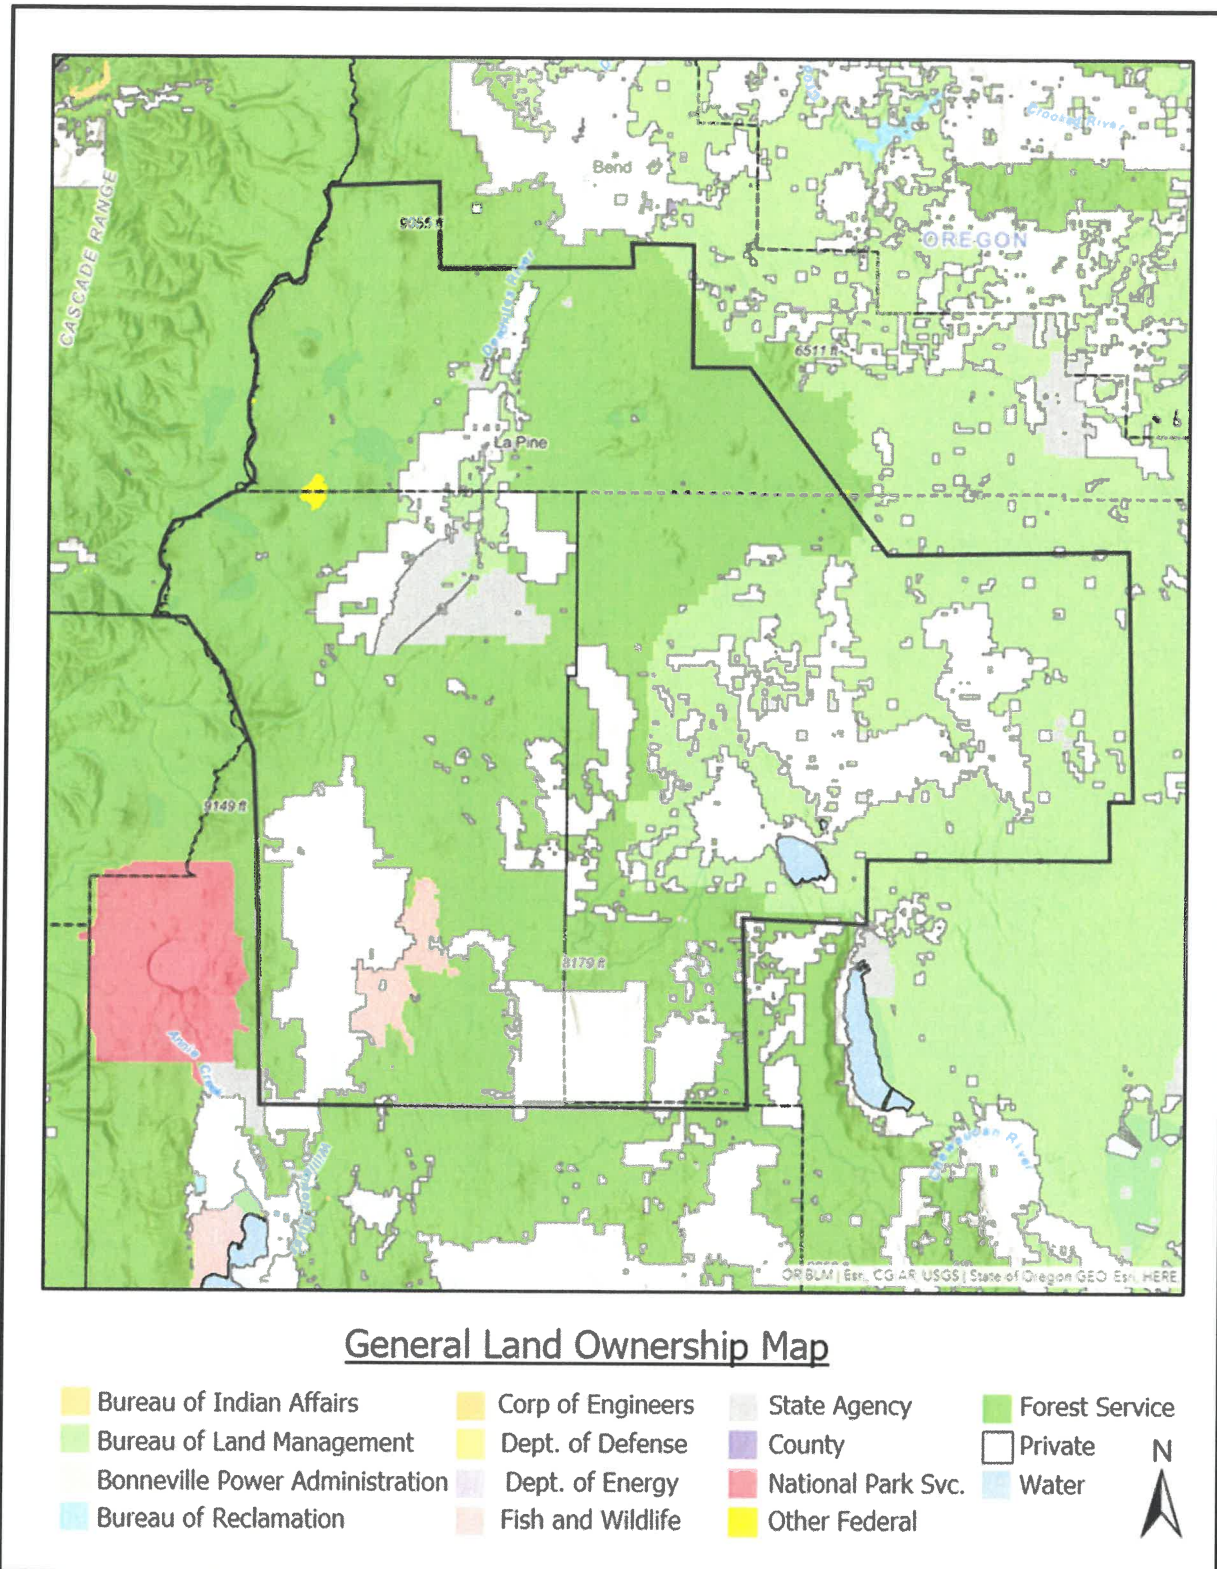 Crooked River
Bend
CASCADE RANGE
9055 ft
OREGON
Deschutes River
6511 ft
La Pine
9149 ft
8179 ft
Annie Creek
Williamson River
Chewaucan River
OR BLM | Esri, CGIAR, USGS | State of Oregon GEO, Esri, HERE,
General Land Ownership Map
Bureau of Indian Affairs
Bureau of Land Management
Bonneville Power Administration
Bureau of Reclamation
Corp of Engineers
Dept. of Defense
Dept. of Energy
Fish and Wildlife
State Agency
County
National Park Svc.
Other Federal
Forest Service
Private
Water
N